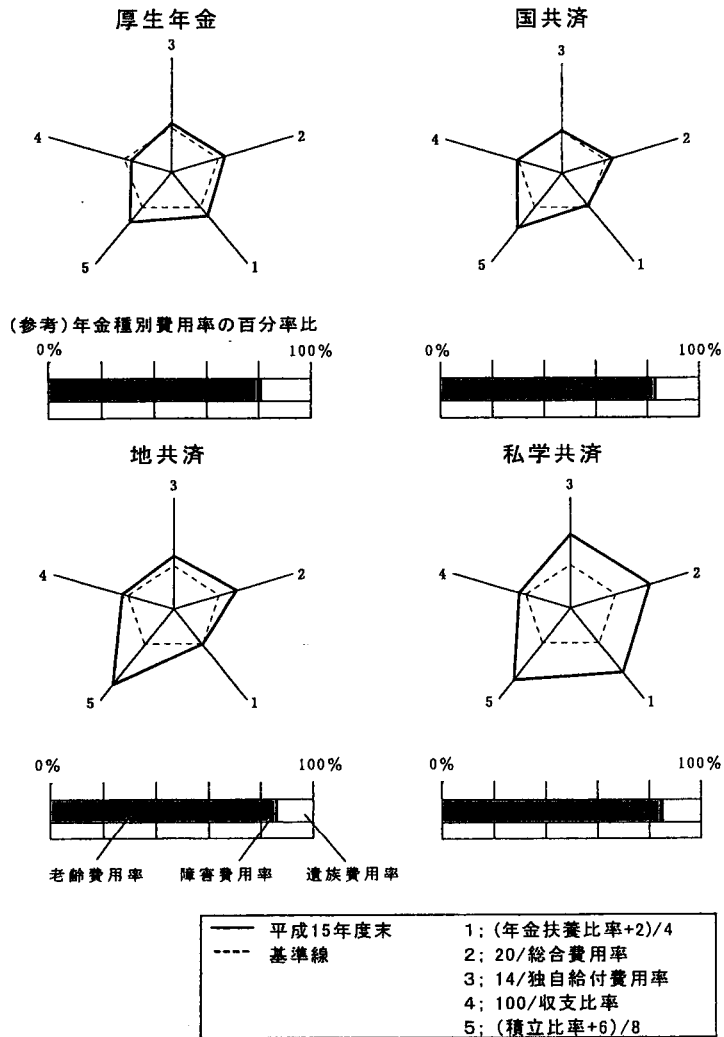 厚生年金
国共済
3
3
4
2
4
2
5
1
5
1
(参考)年金種別費用率の百分率比
0%
100%
0%
100%
地共済
私学共済
3
3
4
2
4
2
5
1
5
1
0%
100%
0%
100%
老齢費用率 障害費用率 遺族費用率
平成15年度末
基準線
1; (年金扶養比率+2)/4
2; 20/総合費用率
3; 14/独自給付費用率
4; 100/収支比率
5; (積立比率+6)/8